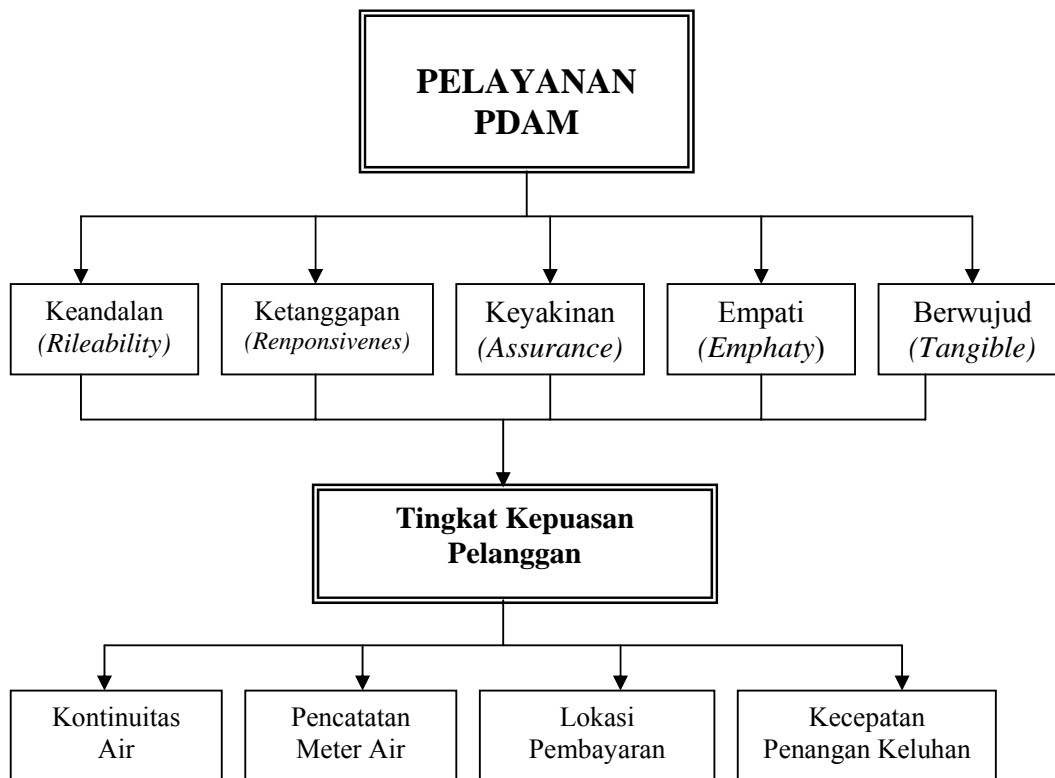 PELAYANAN
PDAM
Keandalan
(Rileability)
Ketanggapan
(Renponsivenes)
Keyakinan
(Assurance)
Empati
(Emphaty)
Berwujud
(Tangible)
Tingkat Kepuasan
Pelanggan
Kontinuitas
Air
Pencatatan
Meter Air
Lokasi
Pembayaran
Kecepatan
Penangan Keluhan